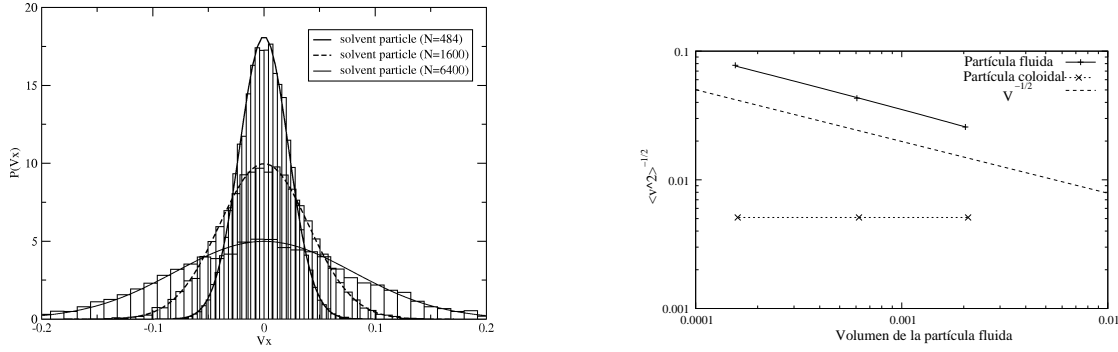 20
15
10
5
0
P(Vx)
solvent particle (N=484)
solvent particle (N=1600)
solvent particle (N=6400)
-0.2
-0.1
0
0.1
0.2
Vx
0.1
0.01
0.001
<v^2>^-1/2
Partícula fluida
Partícula coloidal
V^-1/2
0.0001
0.001
0.01
Volumen de la partícula fluida